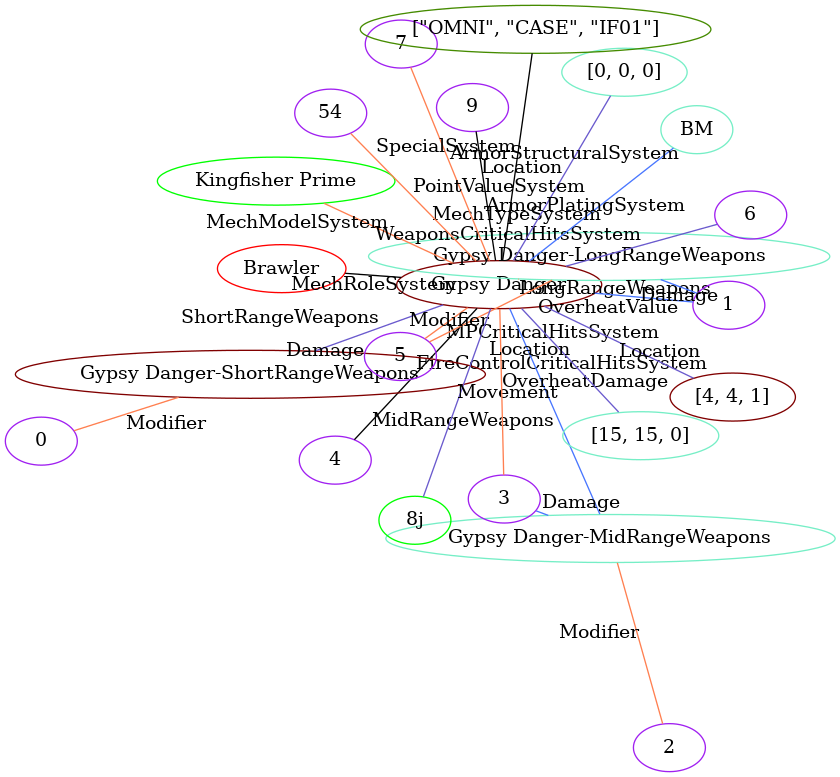 ["OMNI", "CASE", "IF01"]
7
[0, 0, 0]
9
54
BM
SpecialSystem
ArmorStructuralSystem
Location
Kingfisher Prime
PointValueSystem
ArmorPlatingSystem
MechTypeSystem
6
MechModelSystem
WeaponsCriticalHitsSystem
Gypsy Danger-LongRangeWeapons
Brawler
MechRoleSystem
Gypsy Danger
LongRangeWeapons
Damage
1
OverheatValue
ShortRangeWeapons
Modifier
MPCriticalHitsSystem
Damage
5
Location
Location
FireControlCriticalHitsSystem
Gypsy Danger-ShortRangeWeapons
OverheatDamage
Movement
[4, 4, 1]
0
Modifier
MidRangeWeapons
[15, 15, 0]
4
3
Damage
8j
Gypsy Danger-MidRangeWeapons
Modifier
2